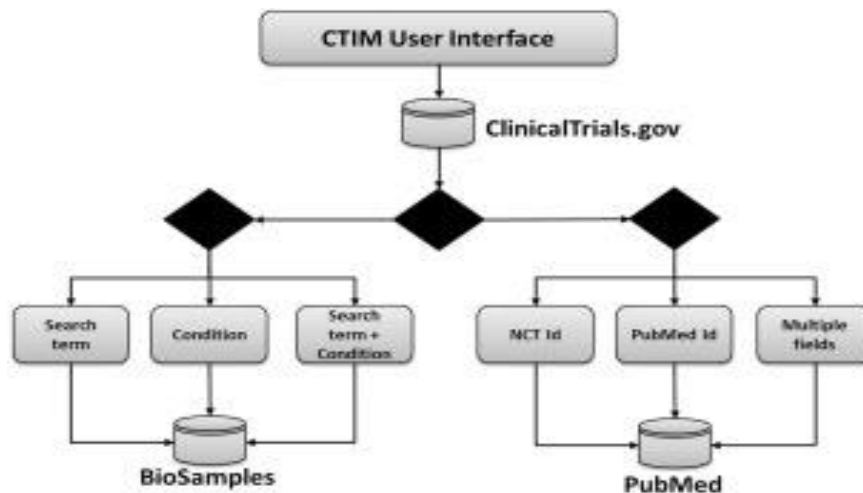 CTIM User Interface
ClinicalTrials.gov
Search
term
Condition
Search
term +
Condition
NCT Id
PubMed Id
Multiple
fields
BioSamples
PubMed